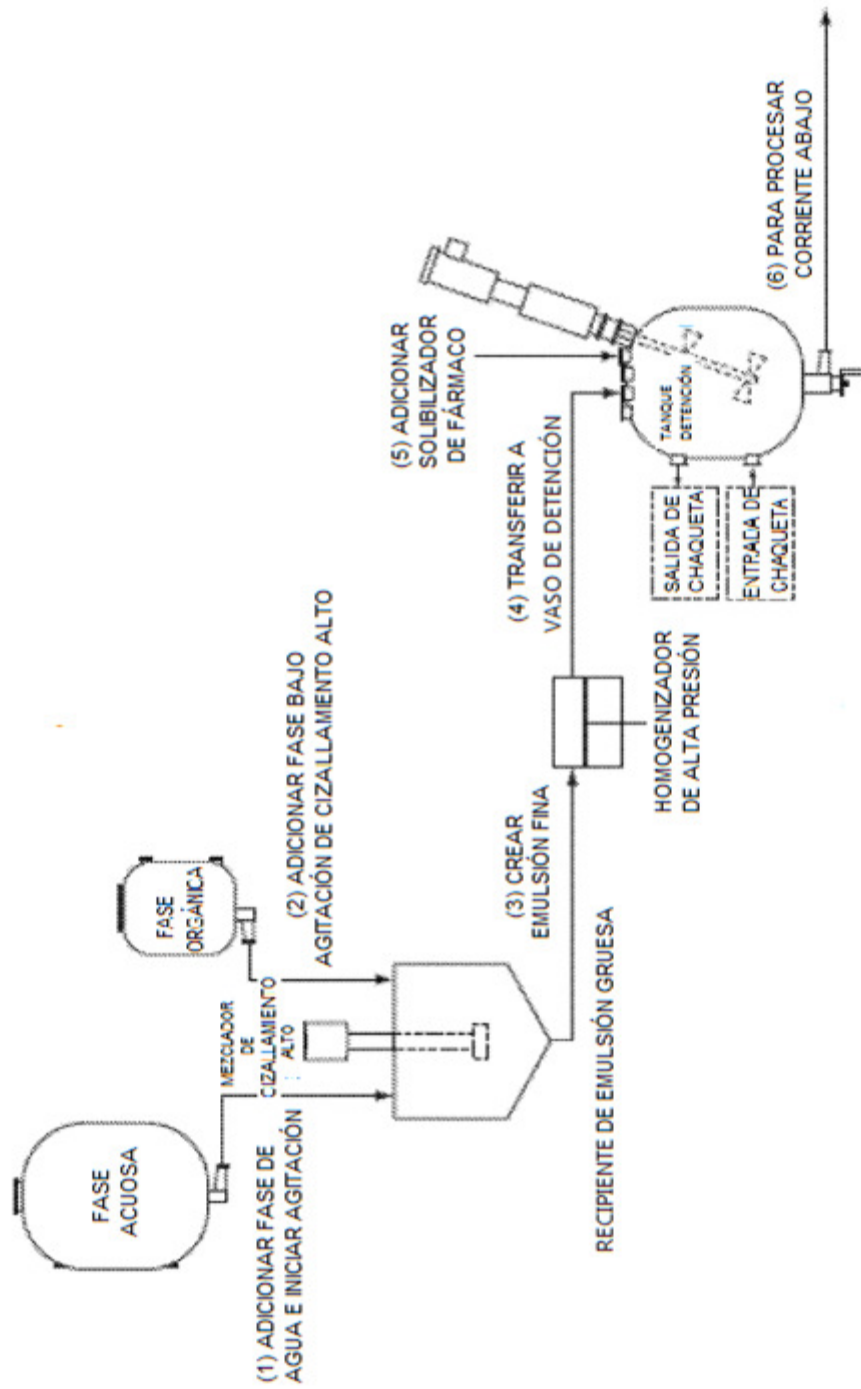 FASE
ACUOSA
(1) ADICIONAR FASE DE
AGUA E INICIAR AGITACIÓN
MEZCLADOR
DE
CIZALLAMIENTO
ALTO
FASE
ORGÁNICA
(2) ADICIONAR FASE BAJO
AGITACIÓN DE CIZALLAMIENTO ALTO
RECIPIENTE DE EMULSIÓN GRUESA
(3) CREAR
EMULSIÓN FINA
HOMOGENIZADOR
DE ALTA PRESIÓN
(4) TRANSFERIR A
VASO DE DETENCIÓN
(5) ADICIONAR
SOLIBILIZADOR
DE FÁRMACO
TANQUE
DETENCIÓN
SALIDA DE
CHAQUETA
ENTRADA DE
CHAQUETA
(6) PARA PROCESAR
CORRIENTE ABAJO